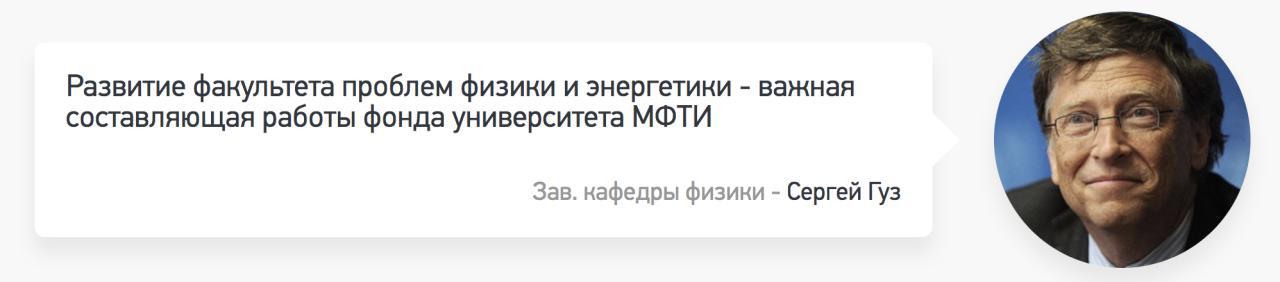 Развитие факультета проблем физики и энергетики - важная
составляющая работы фонда университета МФТИ
Зав. кафедры физики - Сергей Гуз